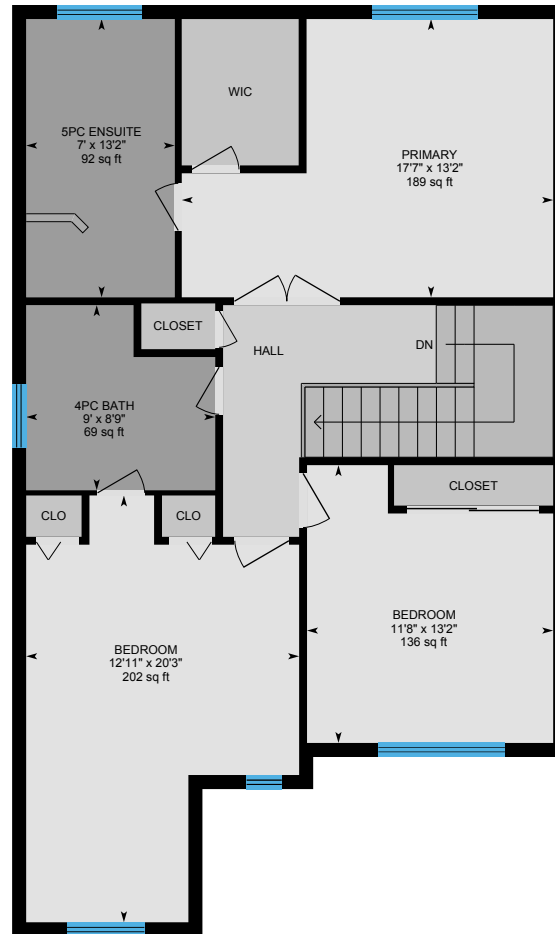 WIC
5PC ENSUITE
7' x 13'2"
92 sq ft
PRIMARY
17'7" x 13'2"
189 sq ft
CLOSET
HALL
DN
4PC BATH
9' x 8'9"
69 sq ft
CLO
CLO
CLOSET
BEDROOM
11'8" x 13'2"
136 sq ft
BEDROOM
12'11" x 20'3"
202 sq ft